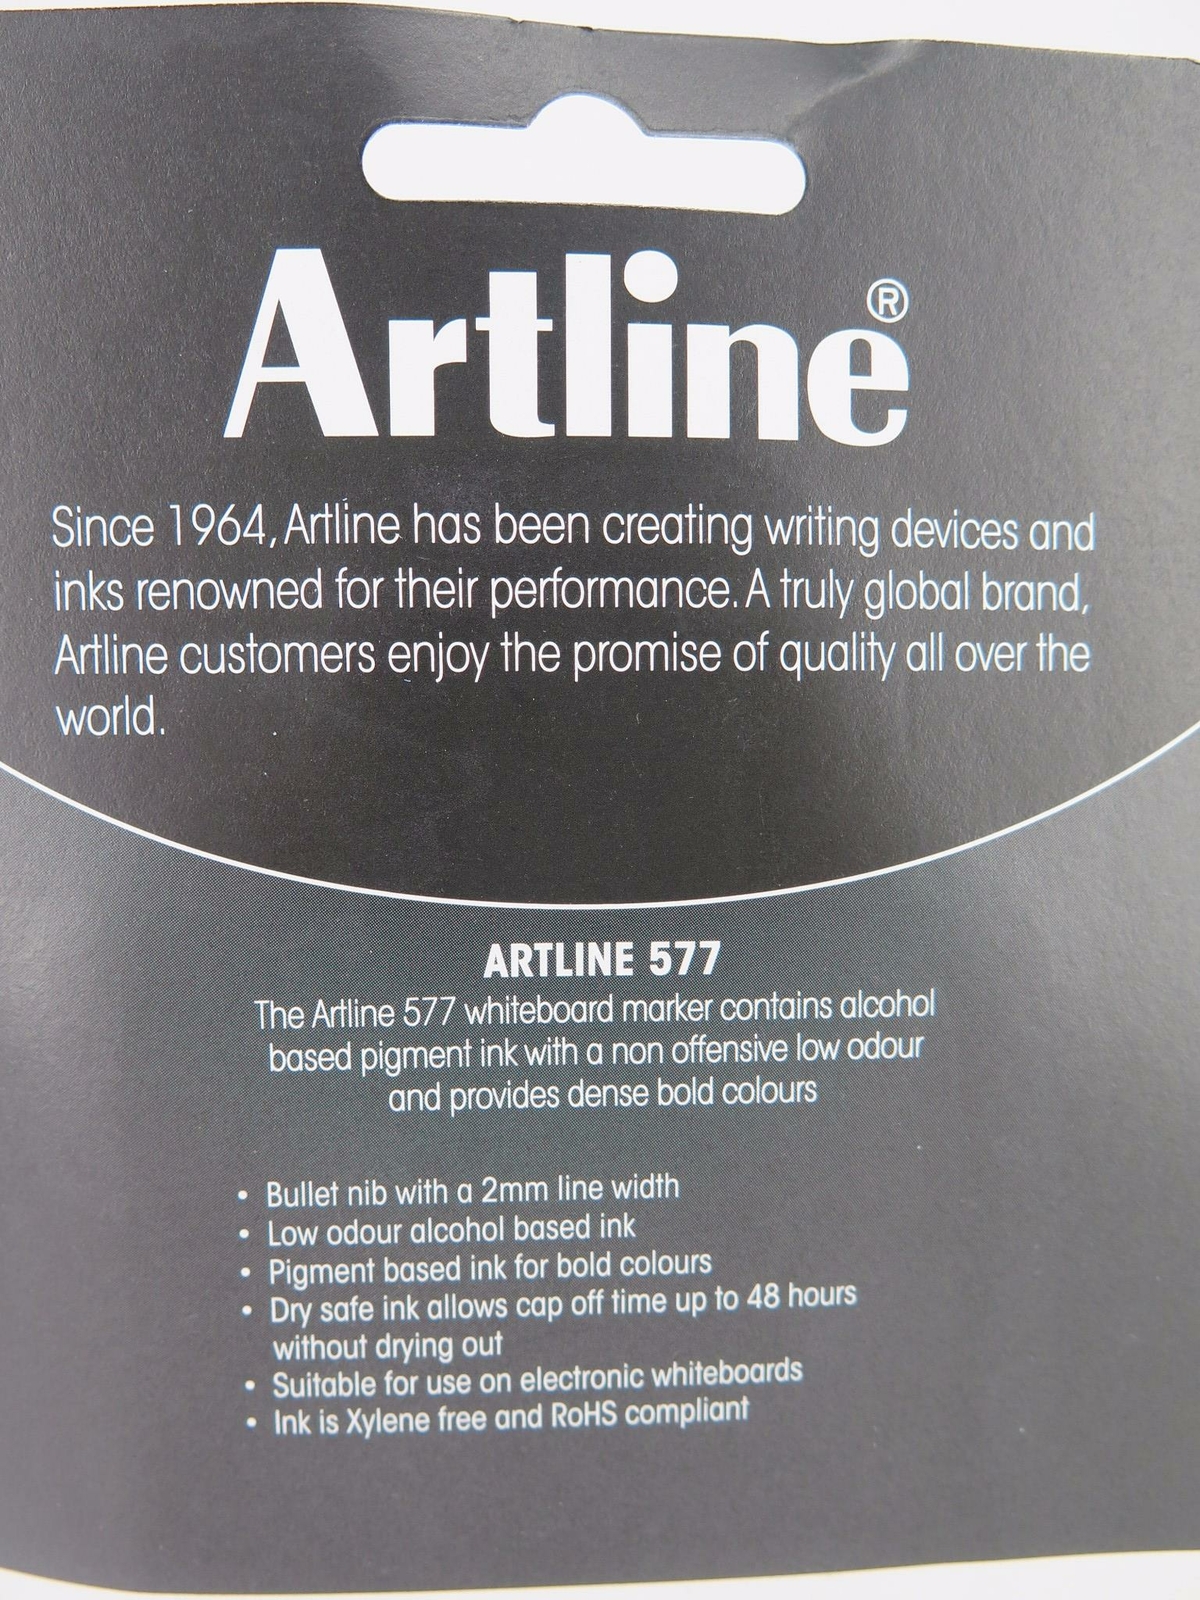 Artline®
Since 1964, Artline has been creating writing devices and
inks renowned for their performance. A truly global brand,
Artline customers enjoy the promise of quality all over the
world.
ARTLINE 577
The Artline 577 whiteboard marker contains alcohol
based pigment ink with a non offensive low odour
and provides dense bold colours
• Bullet nib with a 2mm line width
• Low odour alcohol based ink
• Pigment based ink for bold colours
• Dry safe ink allows cap off time up to 48 hours
without drying out
• Suitable for use on electronic whiteboards
• Ink is Xylene free and RoHS compliant